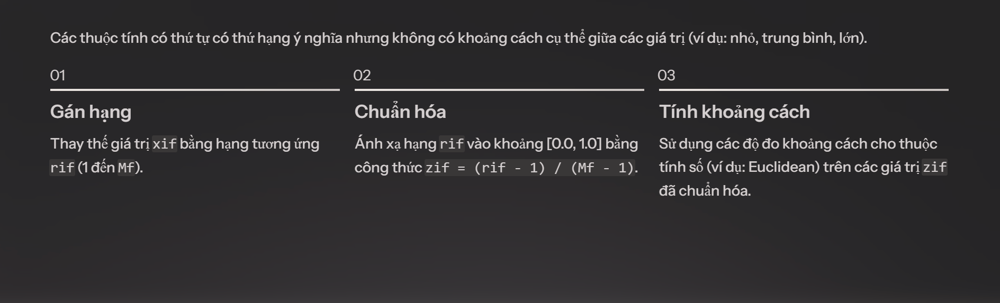 Các thuộc tính có thứ tự có thứ hạng ý nghĩa nhưng không có khoảng cách cụ thể giữa các giá trị (ví dụ: nhỏ, trung bình, lớn).
01
Gán hạng
Thay thế giá trị xif bằng hạng tương ứng
rif (1 đến Mf).
02
Chuẩn hóa
Ánh xạ hạng rif vào khoảng [0.0, 1.0] bằng
công thức zif = (rif - 1) / (Mf - 1).
03
Tính khoảng cách
Sử dụng các độ đo khoảng cách cho thuộc
tính số (ví dụ: Euclidean) trên các giá trị zif
đã chuẩn hóa.